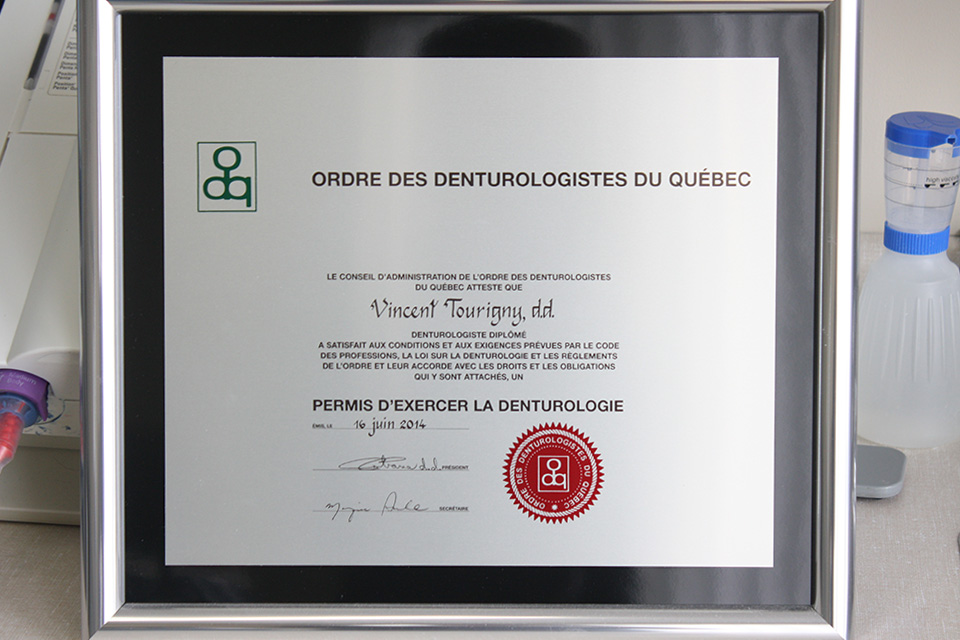 odq
ORDRE DES DENTUROLOGISTES DU QUÉBEC
LE CONSEIL D'ADMINISTRATION DE L'ORDRE DES DENTUROLOGISTES
DU QUÉBEC ATTESTE QUE
Vincent Tourigny, d.d.
DENTUROLOGISTE DIPLÔMÉ
A SATISFAIT AUX CONDITIONS ET AUX EXIGENCES PRÉVUES PAR LE CODE
DES PROFESSIONS, LA LOI SUR LA DENTUROLOGIE ET LES RÈGLEMENTS
DE L'ORDRE ET LEUR ACCORDE AVEC LES DROITS ET LES OBLIGATIONS
QUI Y SONT ATTACHÉS, UN
PERMIS D'EXERCER LA DENTUROLOGIE
ÉMIS, LE 16 juin 2014
d.d. PRÉSIDENT
SECRÉTAIRE
ORDRE DES DENTUROLOGISTES DU QUÉBEC
odq
high